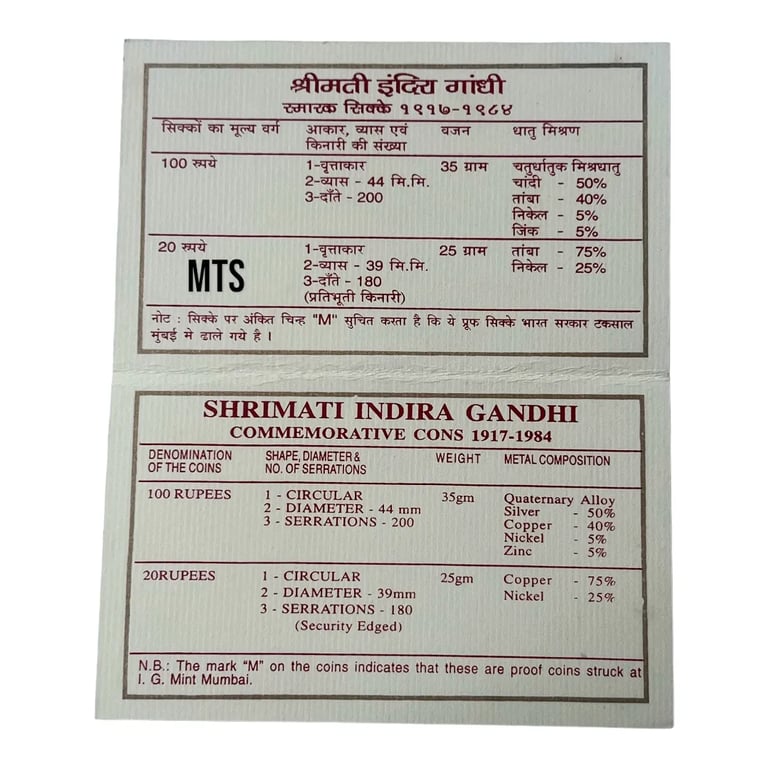 श्रीमती इंदिरा गांधी
स्मारक सिक्के १९१७-१९८४
सिक्कों का मूल्य वर्ग आकार, व्यास एवं किनारी की संख्या वजन धातु मिश्रण
100 रुपये 1-वृत्ताकार 35 ग्राम चतुर्धातुक मिश्रधातु
2-व्यास - 44 मि.मि. चांदी - 50%
3-दाँते - 200 तांबा - 40%
निकेल - 5%
जिंक - 5%
20 रुपये 1-वृत्ताकार 25 ग्राम तांबा - 75%
MTS 2-व्यास - 39 मि.मि. निकेल - 25%
3-दाँते - 180
(प्रतिभूती किनारी)
नोट : सिक्के पर अंकित चिन्ह "M" सुचित करता है कि ये प्रूफ सिक्के भारत सरकार टकसाल
मुंबई मे ढाले गये है ।
SHRIMATI INDIRA GANDHI
COMMEMORATIVE CONS 1917-1984
DENOMINATION OF THE COINS SHAPE, DIAMETER & NO. OF SERRATIONS WEIGHT METAL COMPOSITION
100 RUPEES 1 - CIRCULAR 35gm Quaternary Alloy
2 - DIAMETER - 44 mm Silver - 50%
3 - SERRATIONS - 200 Copper - 40%
Nickel - 5%
Zinc - 5%
20RUPEES 1 - CIRCULAR 25gm Copper - 75%
2 - DIAMETER - 39mm Nickel - 25%
3 - SERRATIONS - 180
(Security Edged)
N.B.: The mark "M" on the coins indicates that these are proof coins struck at
I. G. Mint Mumbai.